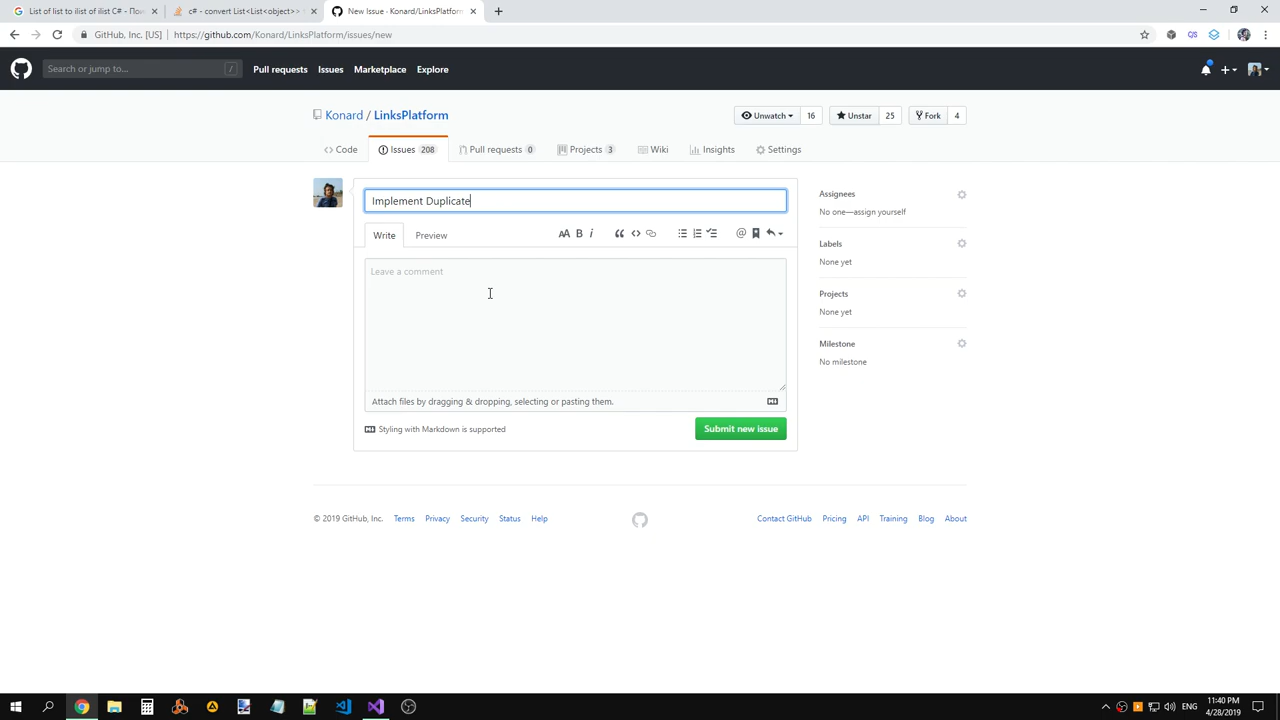 List of list to ilist of ilist C# - Пои
c# - convert List<List<object>>
New Issue · Konard/LinksPlatform
GitHub, Inc. [US] https://github.com/Konard/LinksPlatform/issues/new
Search or jump to... /
Pull requests Issues Marketplace Explore
Konard / LinksPlatform
Unwatch 16 Unstar 25 Fork 4
Code Issues 208 Pull requests 0 Projects 3 Wiki Insights Settings
Implement Duplicate
Write Preview
Leave a comment
Attach files by dragging & dropping, selecting or pasting them.
Styling with Markdown is supported
Submit new issue
Assignees
No one—assign yourself
Labels
None yet
Projects
None yet
Milestone
No milestone
© 2019 GitHub, Inc. Terms Privacy Security Status Help
Contact GitHub Pricing API Training Blog About
ENG
11:40 PM
4/28/2019